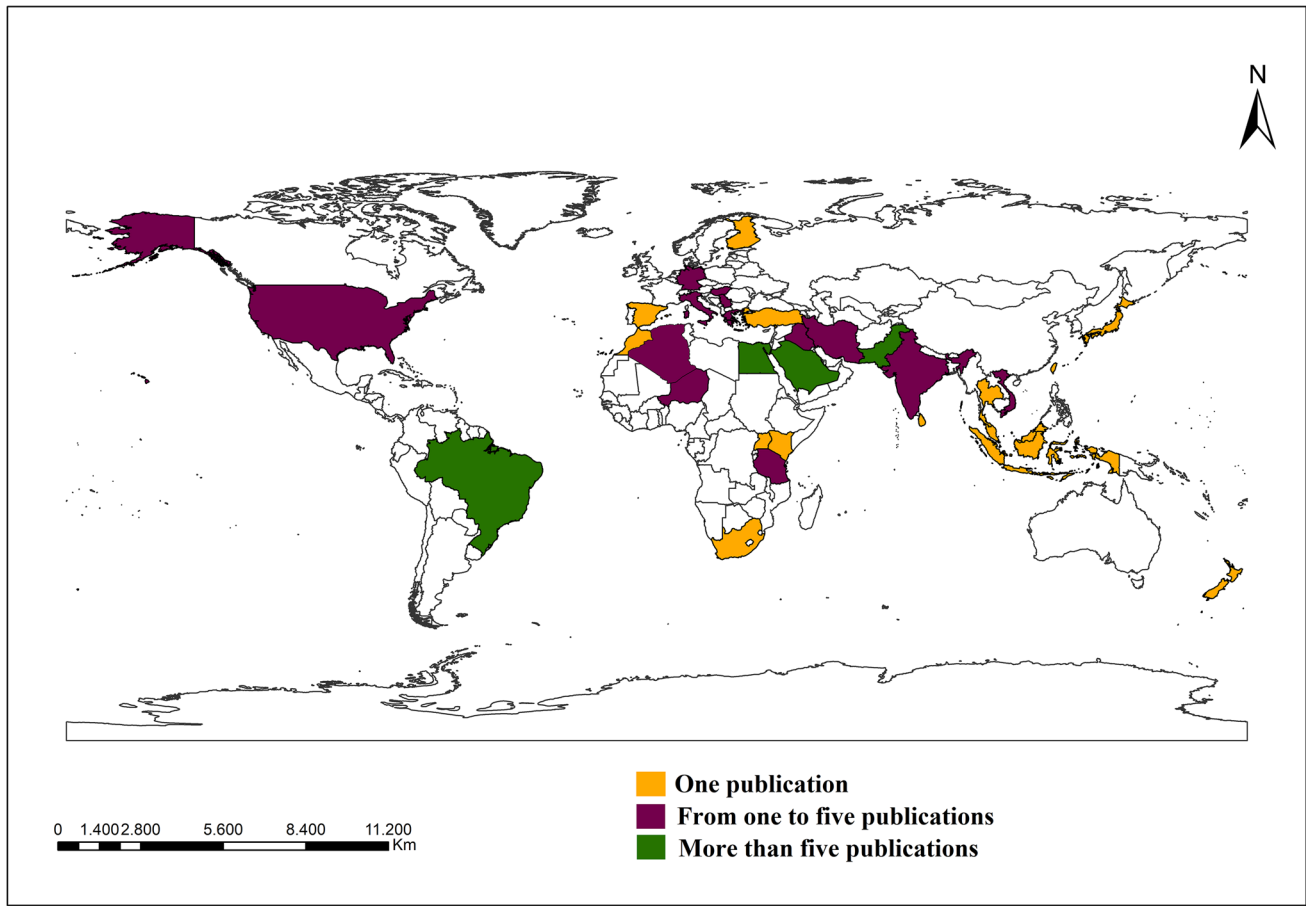 N
One publication
From one to five publications
More than five publications
0 1.400 2.800 5.600 8.400 11.200
Km